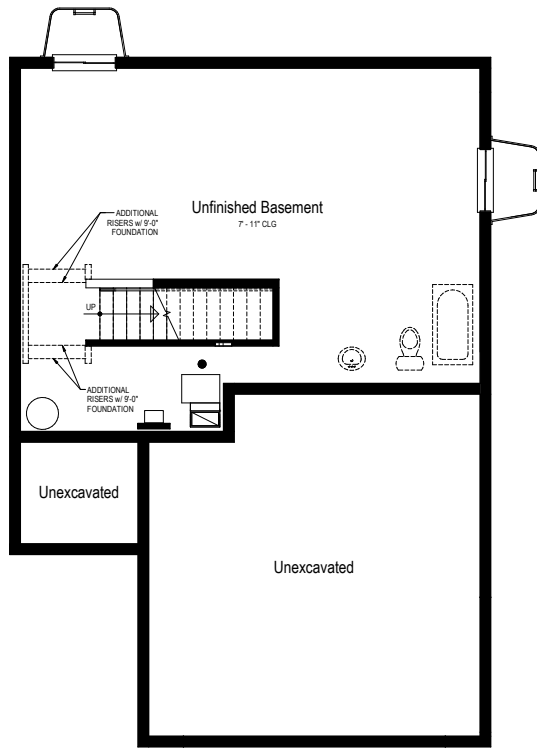 Unfinished Basement
7' - 11" CLG
ADDITIONAL
RISERS w/ 9'-0"
FOUNDATION
UP
ADDITIONAL
RISERS w/ 9'-0"
FOUNDATION
Unexcavated
Unexcavated